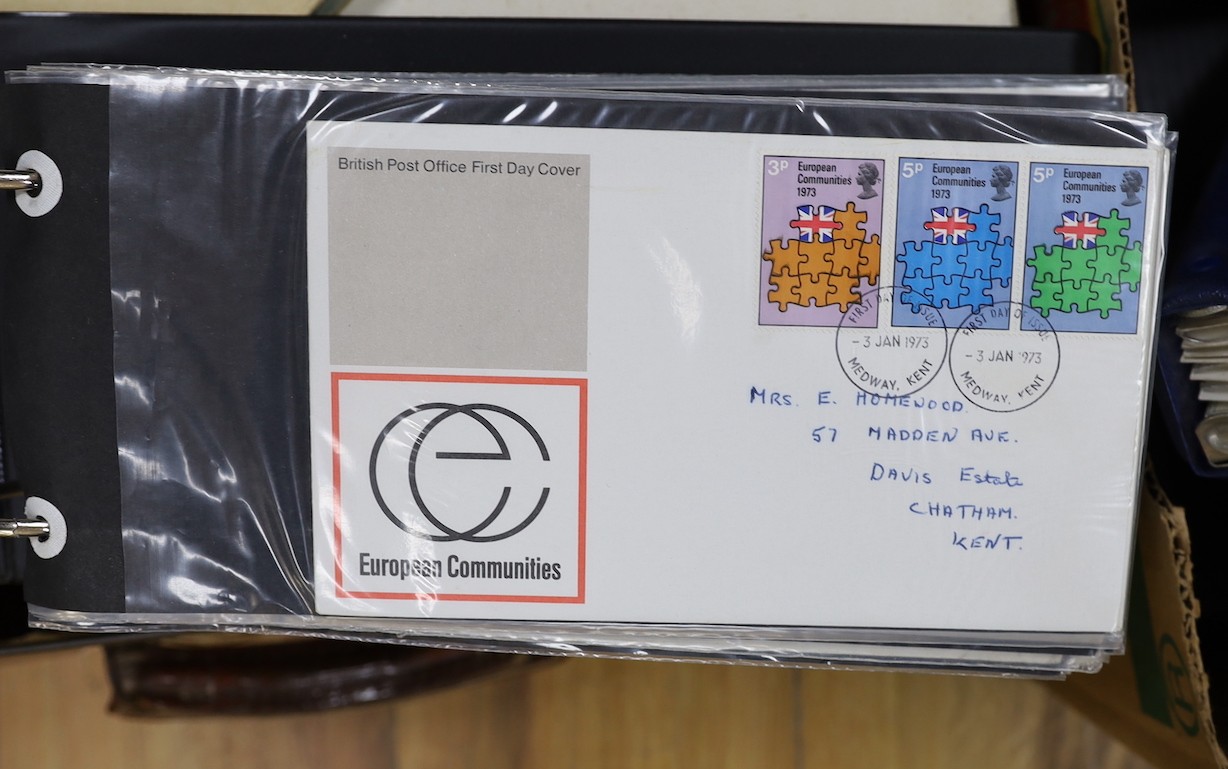 British Post Office First Day Cover
3p
European
Communities
1973
5p
European
Communities
1973
5p
European
Communities
1973
FIRST DAY ISSUE
- 3 JAN 1973
MEDWAY, KENT
FIRST DAY OF ISSUE
- 3 JAN 1973
MEDWAY, KENT
MRS. E. HOMEWOOD.
57 MADDEN AVE.
DAVIS Estate
CHATHAM.
KENT.
ce
European Communities